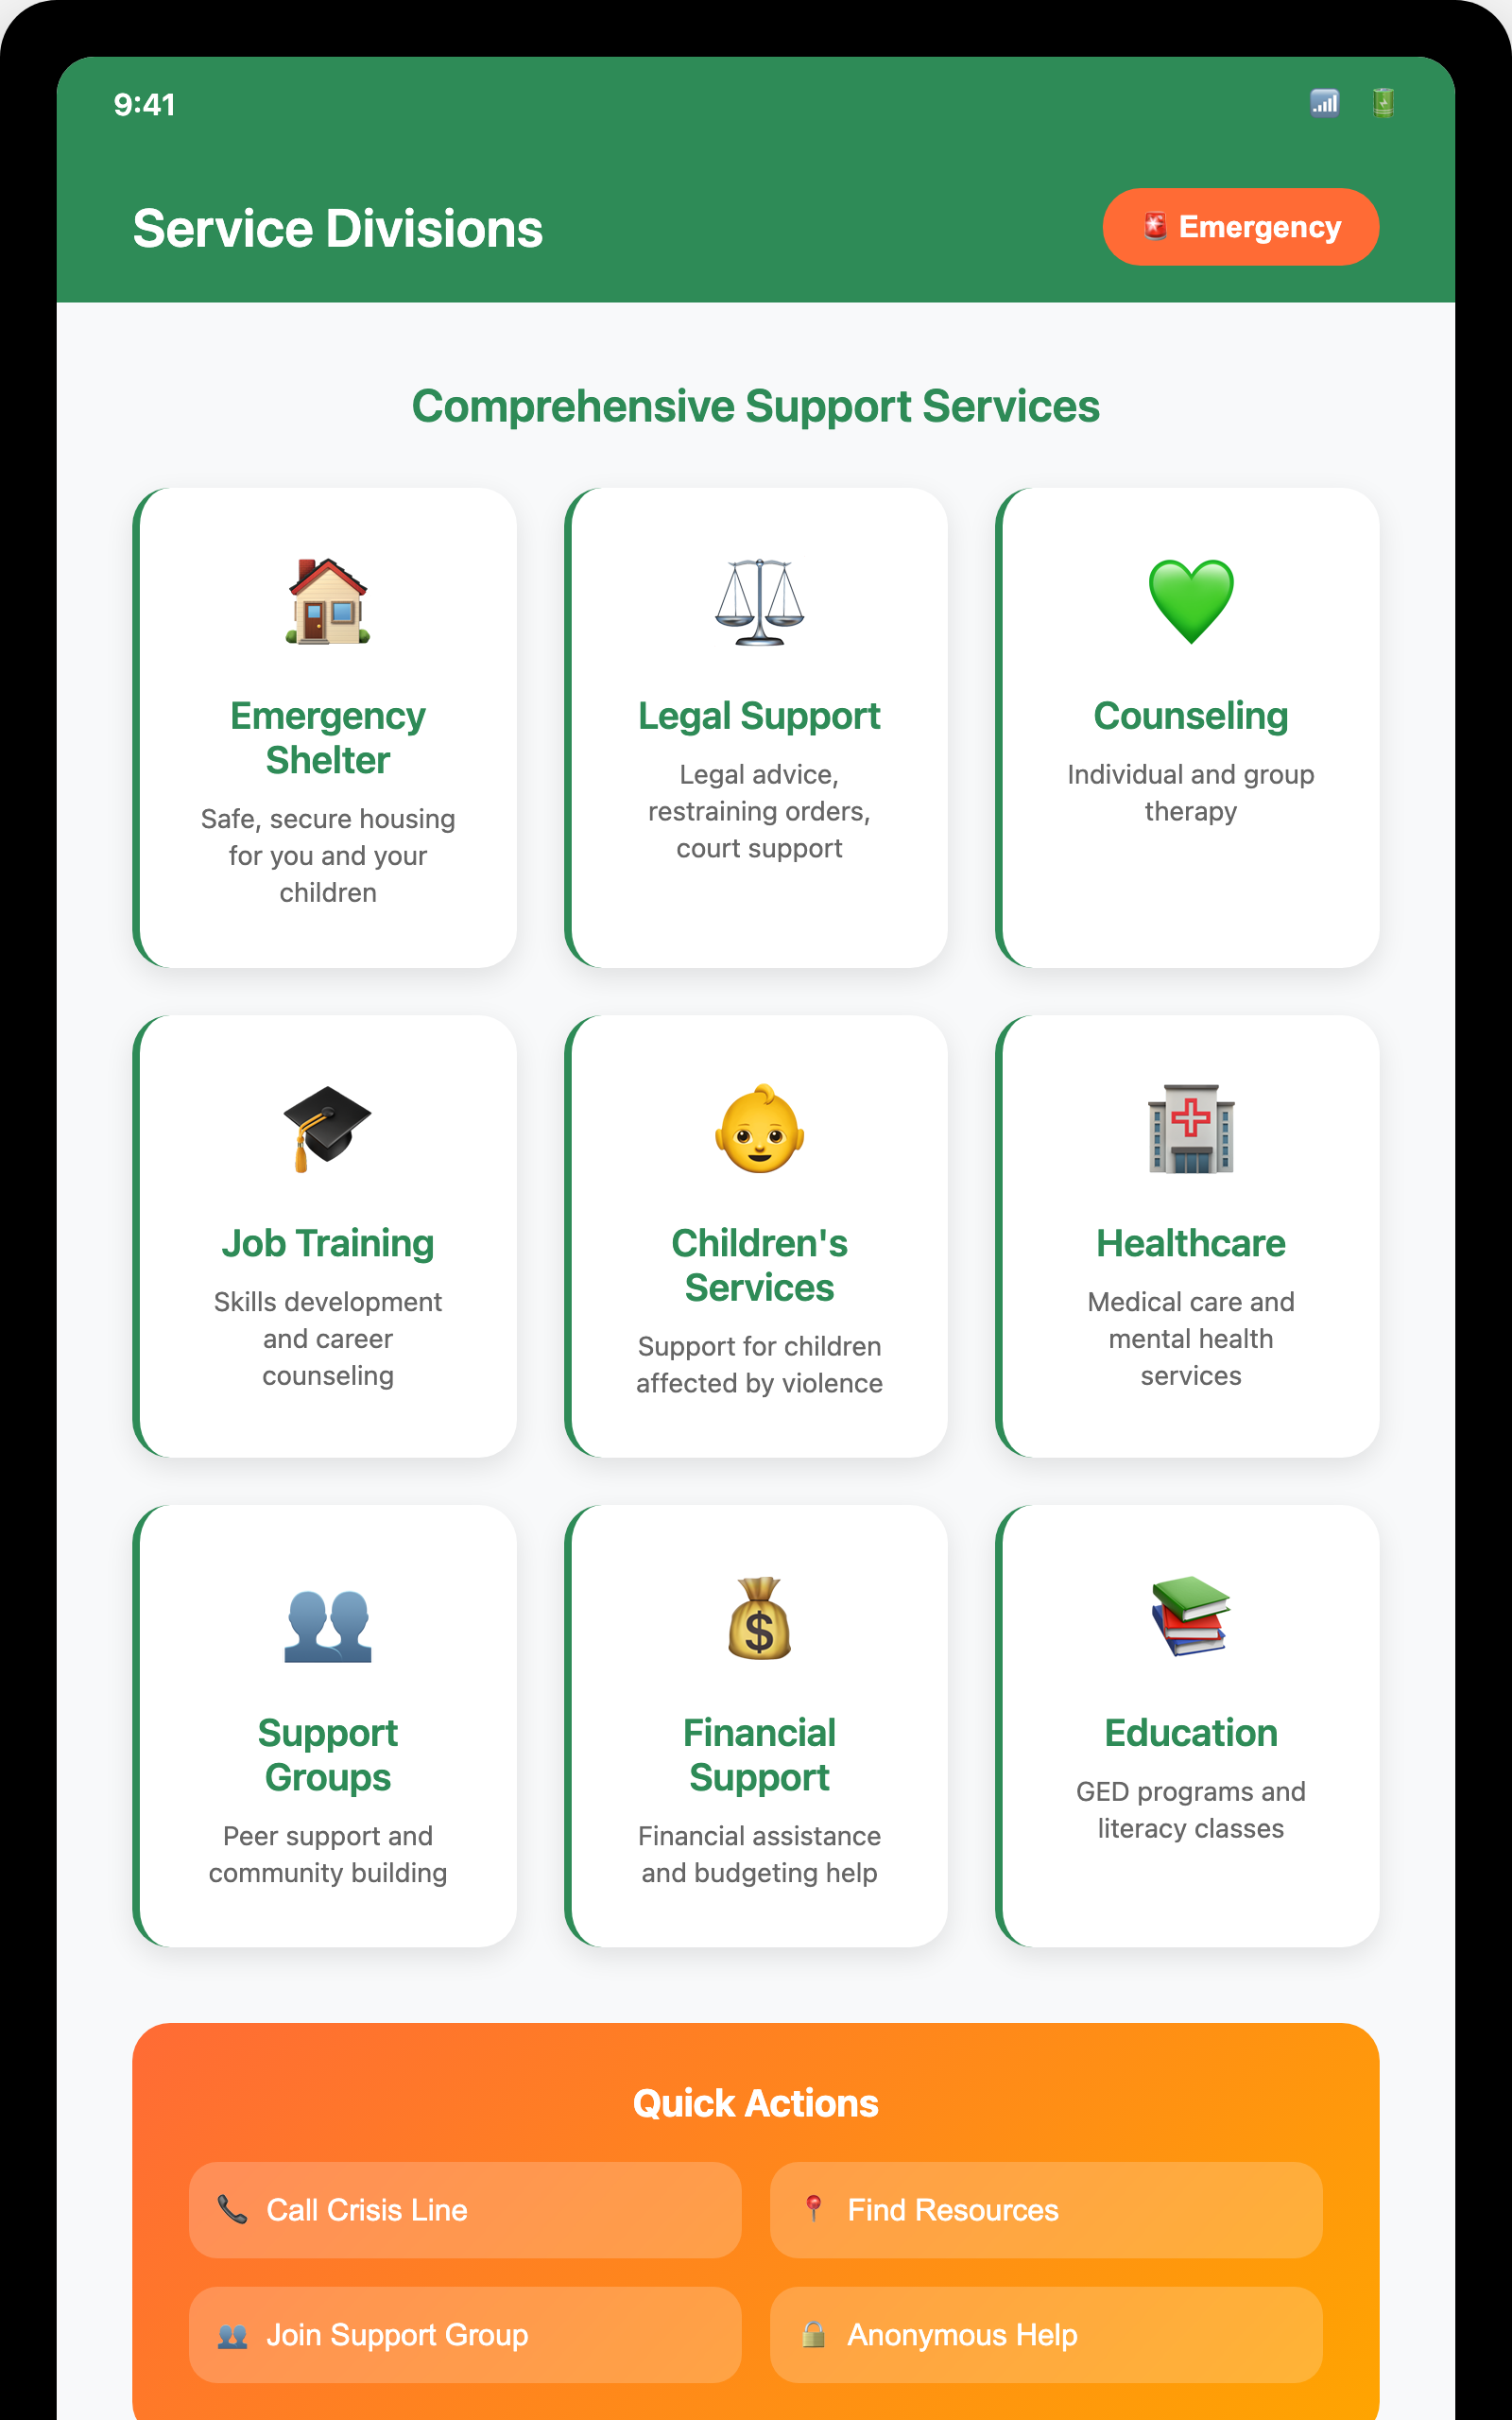 9:41
Service Divisions
Emergency
Comprehensive Support Services
Emergency
Shelter
Safe, secure housing
for you and your
children
Legal Support
Legal advice,
restraining orders,
court support
Counseling
Individual and group
therapy
Job Training
Skills development
and career
counseling
Children's
Services
Support for children
affected by violence
Healthcare
Medical care and
mental health
services
Support
Groups
Peer support and
community building
Financial
Support
Financial assistance
and budgeting help
Education
GED programs and
literacy classes
Quick Actions
Call Crisis Line
Find Resources
Join Support Group
Anonymous Help